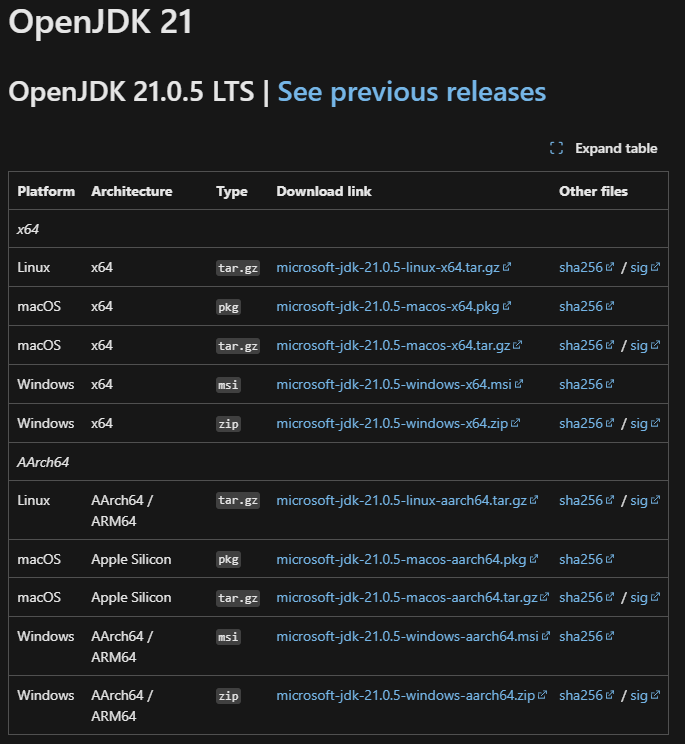 OpenJDK 21
OpenJDK 21.0.5 LTS | See previous releases
Expand table
Platform Architecture Type Download link Other files
x64
Linux x64 tar.gz microsoft-jdk-21.0.5-linux-x64.tar.gz sha256 / sig
macOS x64 pkg microsoft-jdk-21.0.5-macos-x64.pkg sha256
macOS x64 tar.gz microsoft-jdk-21.0.5-macos-x64.tar.gz sha256 / sig
Windows x64 msi microsoft-jdk-21.0.5-windows-x64.msi sha256
Windows x64 zip microsoft-jdk-21.0.5-windows-x64.zip sha256 / sig
AArch64
Linux AArch64 / tar.gz microsoft-jdk-21.0.5-linux-aarch64.tar.gz sha256 / sig
ARM64
macOS Apple Silicon pkg microsoft-jdk-21.0.5-macos-aarch64.pkg sha256
macOS Apple Silicon tar.gz microsoft-jdk-21.0.5-macos-aarch64.tar.gz sha256 / sig
Windows AArch64 / msi microsoft-jdk-21.0.5-windows-aarch64.msi sha256
ARM64
Windows AArch64 / zip microsoft-jdk-21.0.5-windows-aarch64.zip sha256 / sig
ARM64